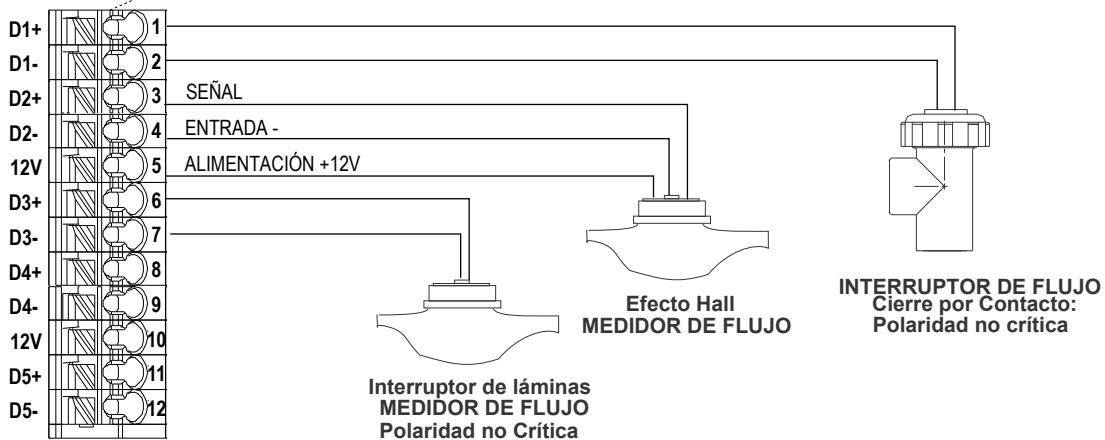 D1+ 1
D1- 2
D2+ 3 SEÑAL
D2- 4 ENTRADA -
12V 5 ALIMENTACIÓN +12V
D3+ 6
D3- 7
D4+ 8
D4- 9
12V 10
D5+ 11
D5- 12
Interruptor de láminas
MEDIDOR DE FLUJO
Polaridad no Crítica
Efecto Hall
MEDIDOR DE FLUJO
INTERRUPTOR DE FLUJO
Cierre por Contacto:
Polaridad no crítica